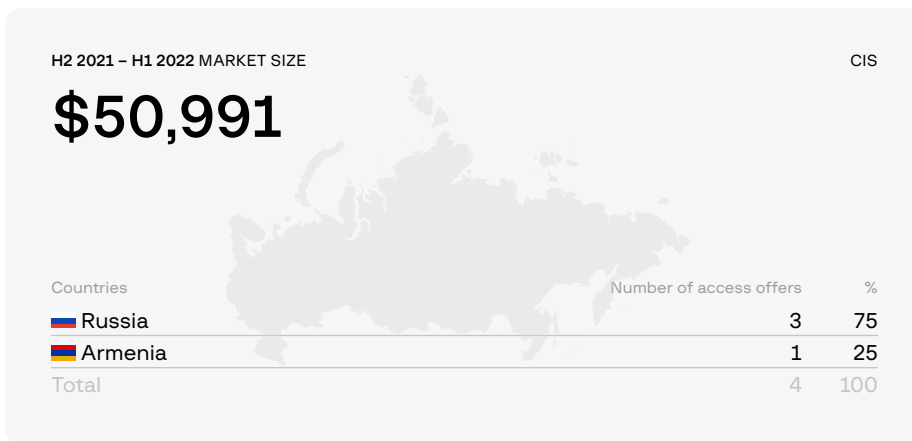 H2 2021 – H1 2022 MARKET SIZE CIS
$50,991
Countries Number of access offers %
Russia 3 75
Armenia 1 25
Total 4 100